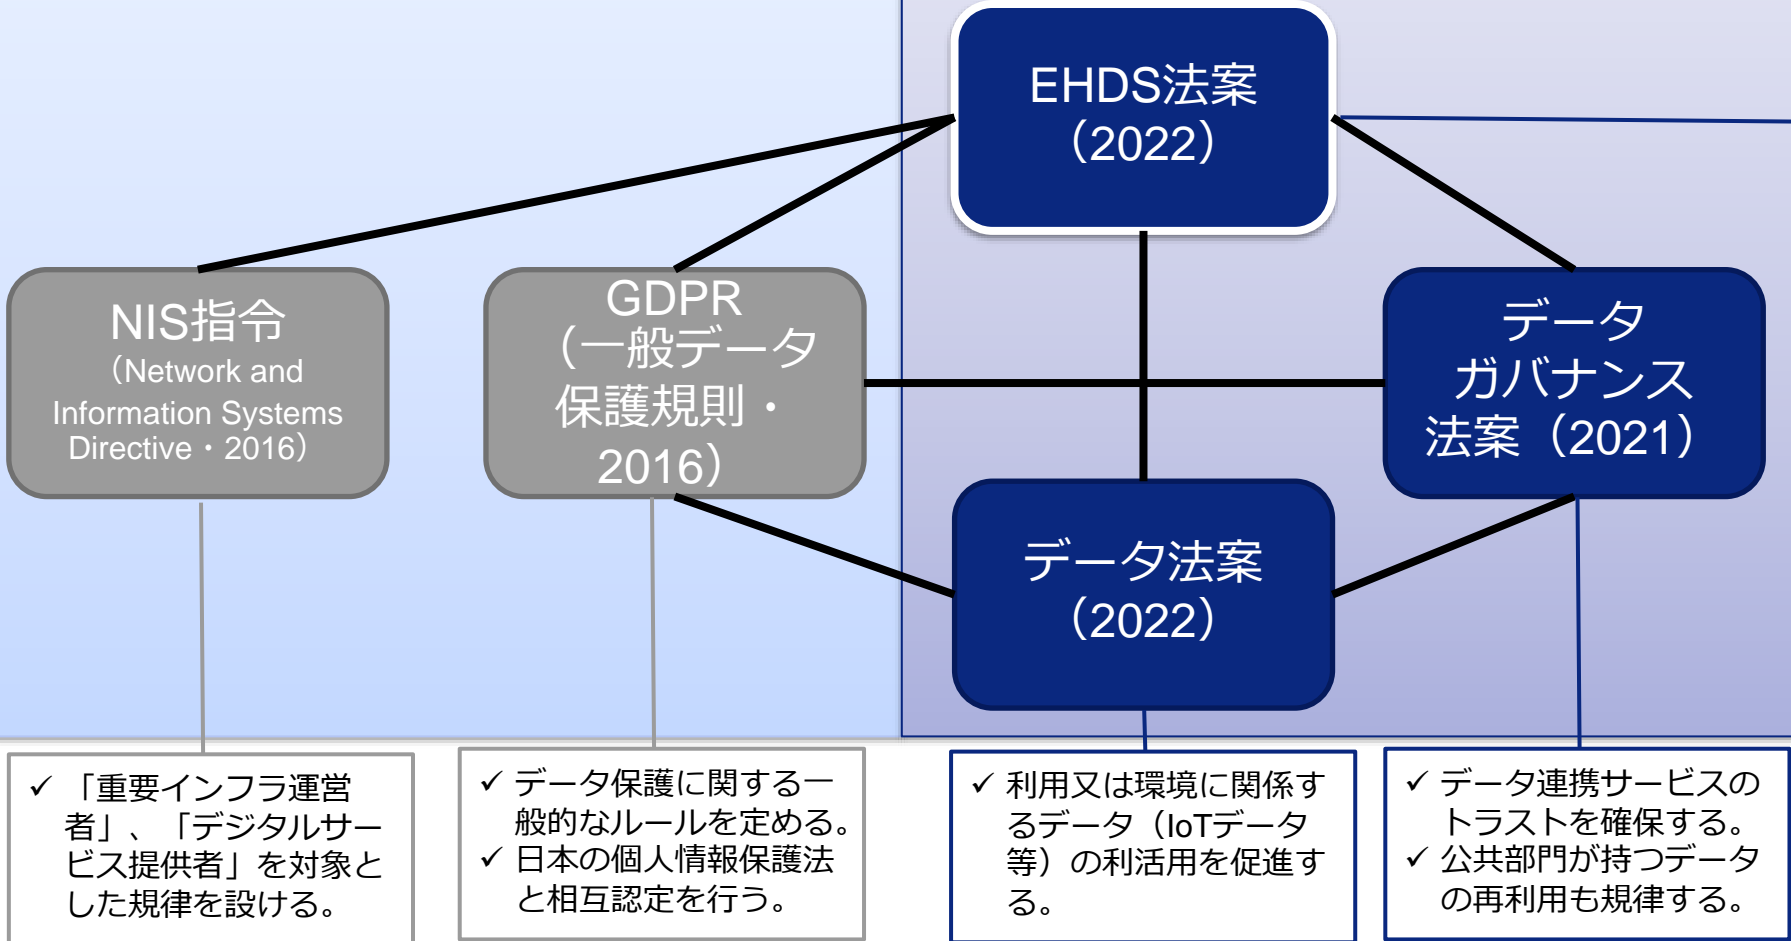 EHDS法案
（2022）
NIS指令
（Network and
Information Systems
Directive・2016）
GDPR
（一般データ
保護規則・
2016）
データ
ガバナンス
法案（2021）
データ法案
（2022）
✓ 「重要インフラ運営
者」、「デジタルサー
ビス提供者」を対象と
した規律を設ける。
✓ データ保護に関する一
般的なルールを定める。
✓ 日本の個人情報保護法
と相互認定を行う。
✓ 利用又は環境に関係す
るデータ（IoTデータ
等）の利活用を促進す
る。
✓ データ連携サービスの
トラストを確保する。
✓ 公共部門が持つデータ
の再利用も規律する。